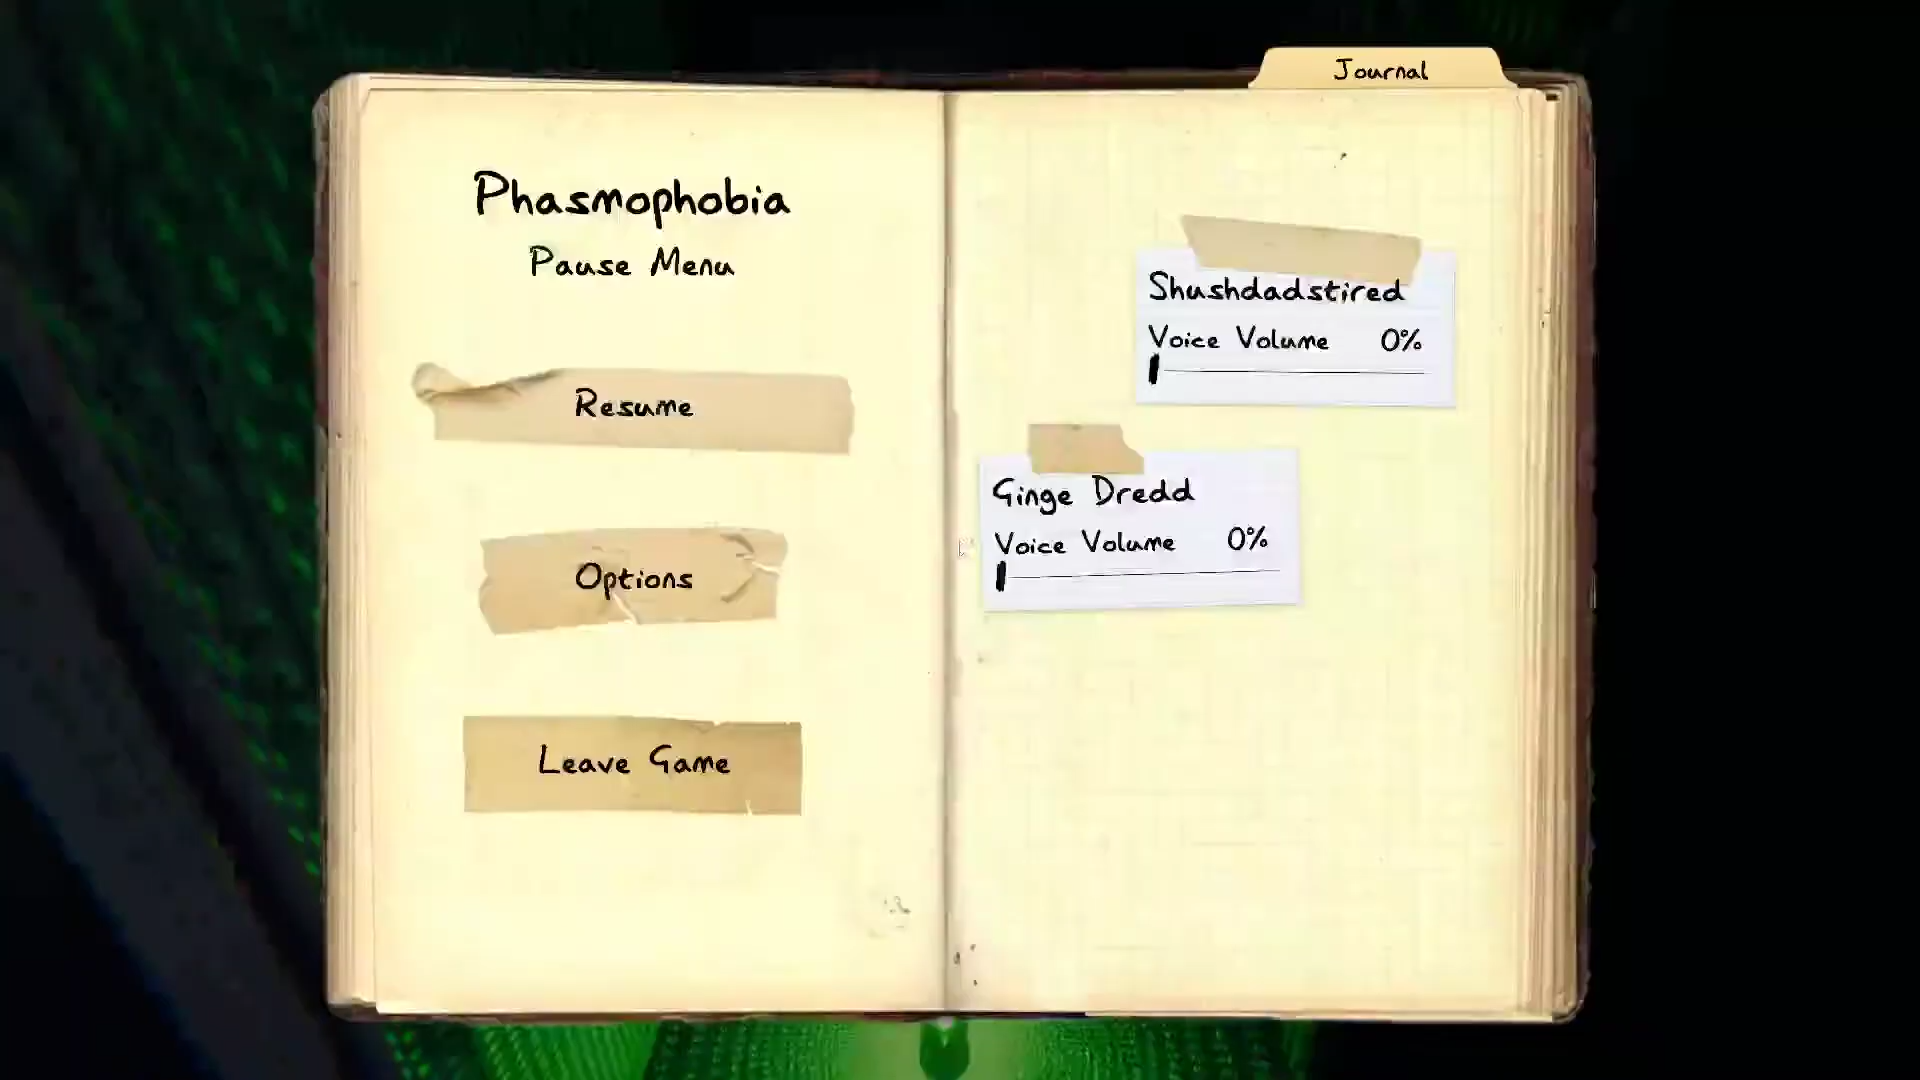 Journal
Phasmophobia
Pause Menu
Resume
Options
Leave Game
Shushdadstired
Voice Volume 0%
Ginge Dredd
Voice Volume 0%